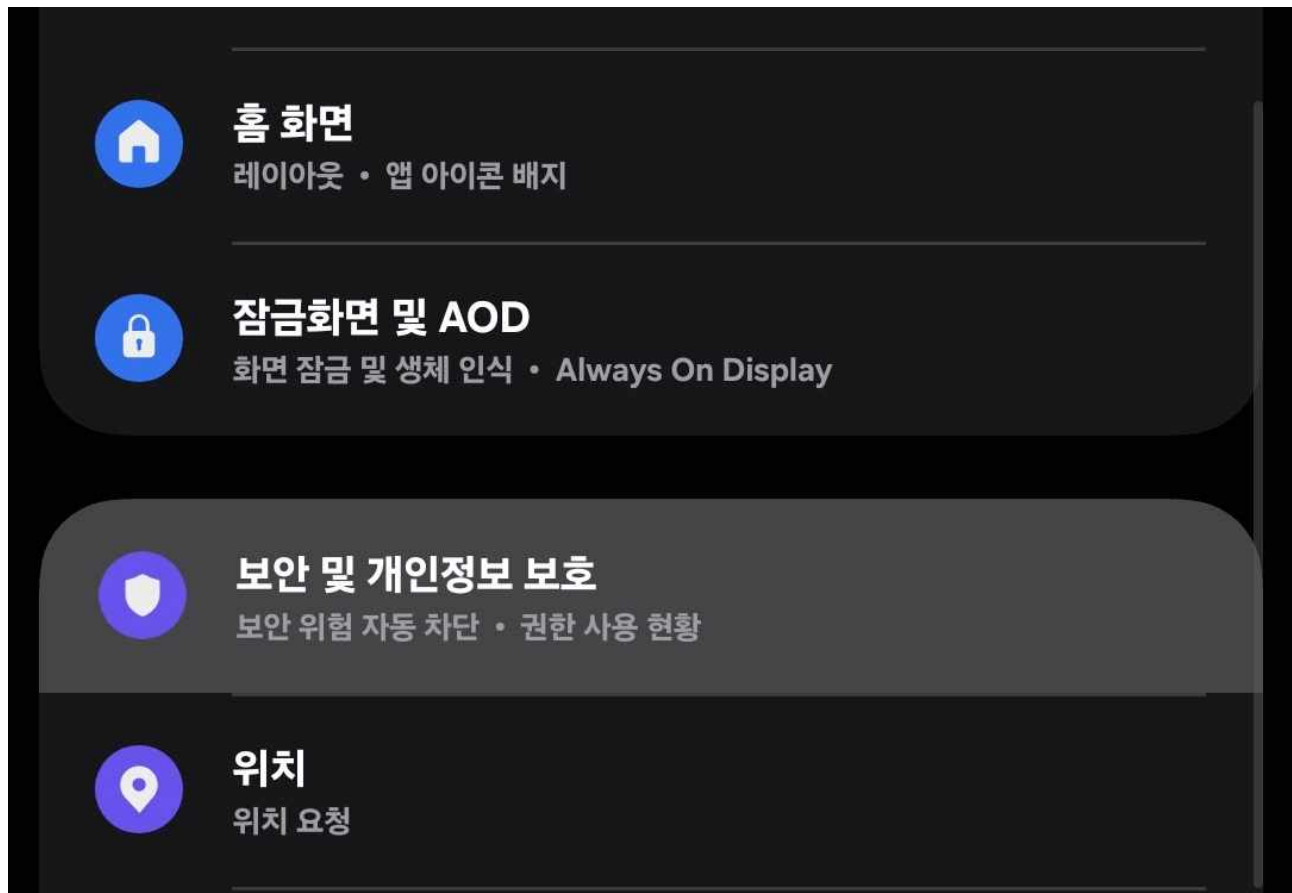 홈 화면
레이아웃 • 앱 아이콘 배지
잠금화면 및 AOD
화면 잠금 및 생체 인식 • Always On Display
보안 및 개인정보 보호
보안 위험 자동 차단 • 권한 사용 현황
위치
위치 요청